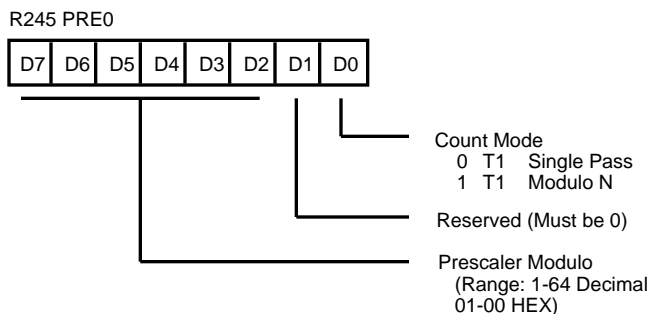 R245 PRE0
D7 D6 D5 D4 D3 D2 D1 D0
Count Mode
0 T1 Single Pass
1 T1 Modulo N
Reserved (Must be 0)
Prescaler Modulo
(Range: 1-64 Decimal
01-00 HEX)